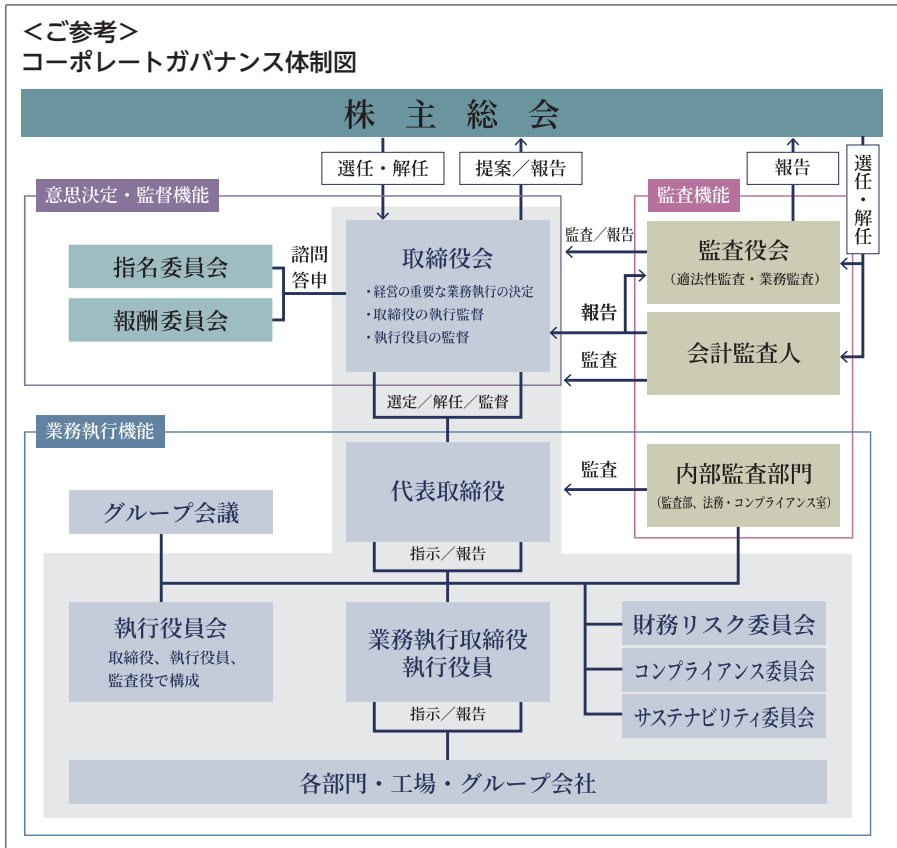 ＜ご参考＞
コーポレートガバナンス体制図
株主総会
選任・解任
提案／報告
報告
選任・解任
意思決定・監督機能
監査機能
指名委員会
報酬委員会
諮問
答申
取締役会
・経営の重要な業務執行の決定
・取締役の執行監督
・執行役員の監督
監査／報告
報告
監査
監査役会
（適法性監査・業務監査）
会計監査人
選定／解任／監督
業務執行機能
代表取締役
監査
内部監査部門
（監査部、法務・コンプライアンス室）
グループ会議
指示／報告
執行役員会
取締役、執行役員、
監査役で構成
業務執行取締役
執行役員
財務リスク委員会
コンプライアンス委員会
サステナビリティ委員会
指示／報告
各部門・工場・グループ会社